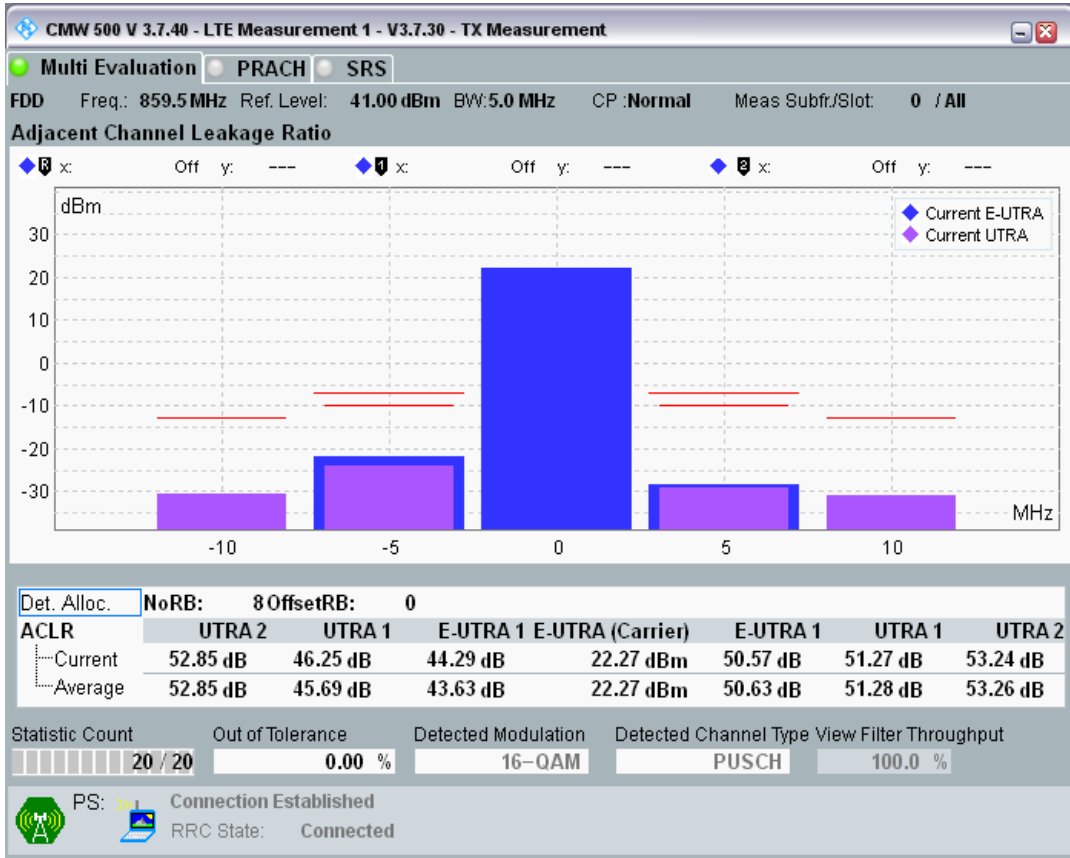 CMW 500 V 3.7.40 - LTE Measurement 1 - V3.7.30 - TX Measurement
Multi Evaluation PRACH SRS
FDD Freq.: 859.5 MHz Ref. Level: 41.00 dBm BW: 5.0 MHz CP :Normal Meas Subfr./Slot: 0 / All
Adjacent Channel Leakage Ratio
R x: Off y: --- 1 x: Off y: --- 2 x: Off y: ---
dBm
Current E-UTRA
Current UTRA
30
20
10
0
-10
-20
-30
MHz
-10 -5 0 5 10
Det. Alloc. NoRB: 8 OffsetRB: 0
ACLR UTRA 2 UTRA 1 E-UTRA 1 E-UTRA (Carrier) E-UTRA 1 UTRA 1 UTRA 2
Current 52.85 dB 46.25 dB 44.29 dB 22.27 dBm 50.57 dB 51.27 dB 53.24 dB
Average 52.85 dB 45.69 dB 43.63 dB 22.27 dBm 50.63 dB 51.28 dB 53.26 dB
Statistic Count Out of Tolerance Detected Modulation Detected Channel Type View Filter Throughput
20 / 20 0.00 % 16-QAM PUSCH 100.0 %
PS: Connection Established
RRC State: Connected